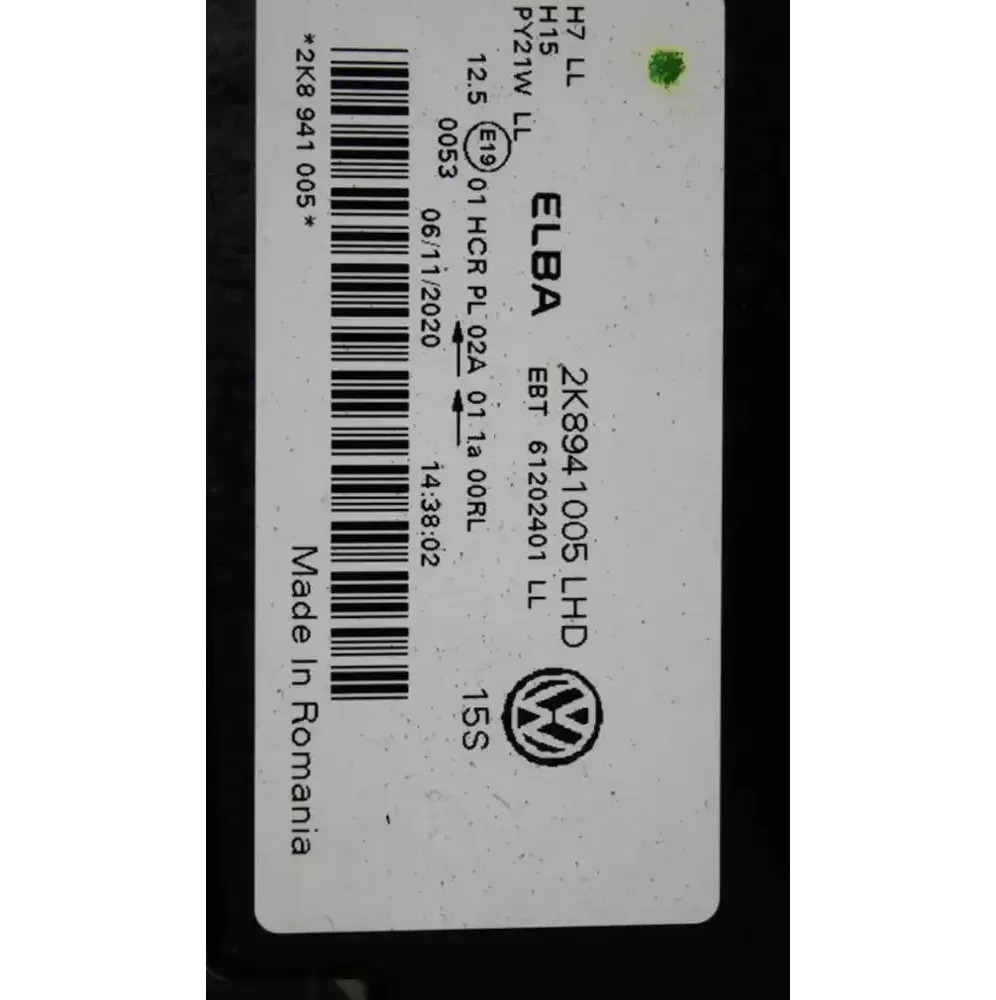 H7 LL
H15
PY21W LL
ELBA
2K8941005 LHD
EBT 61202401 LL
12.5 E19 01 HCR PL 02A 01 1a 00RL
15S
0053
06/11/2020 14:38:02
*2K8 941 005*
Made In Romania